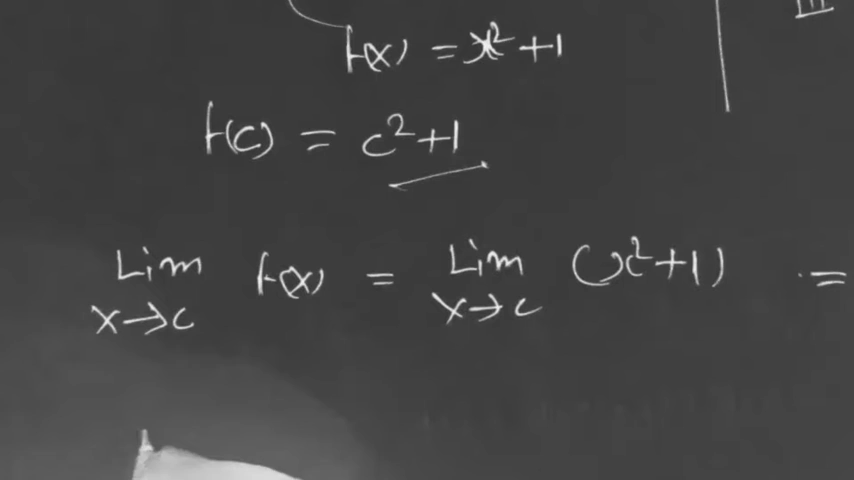 f(x) = x²+1
f(c) = c²+1
Lim x→c f(x) = Lim x→c (x²+1) =